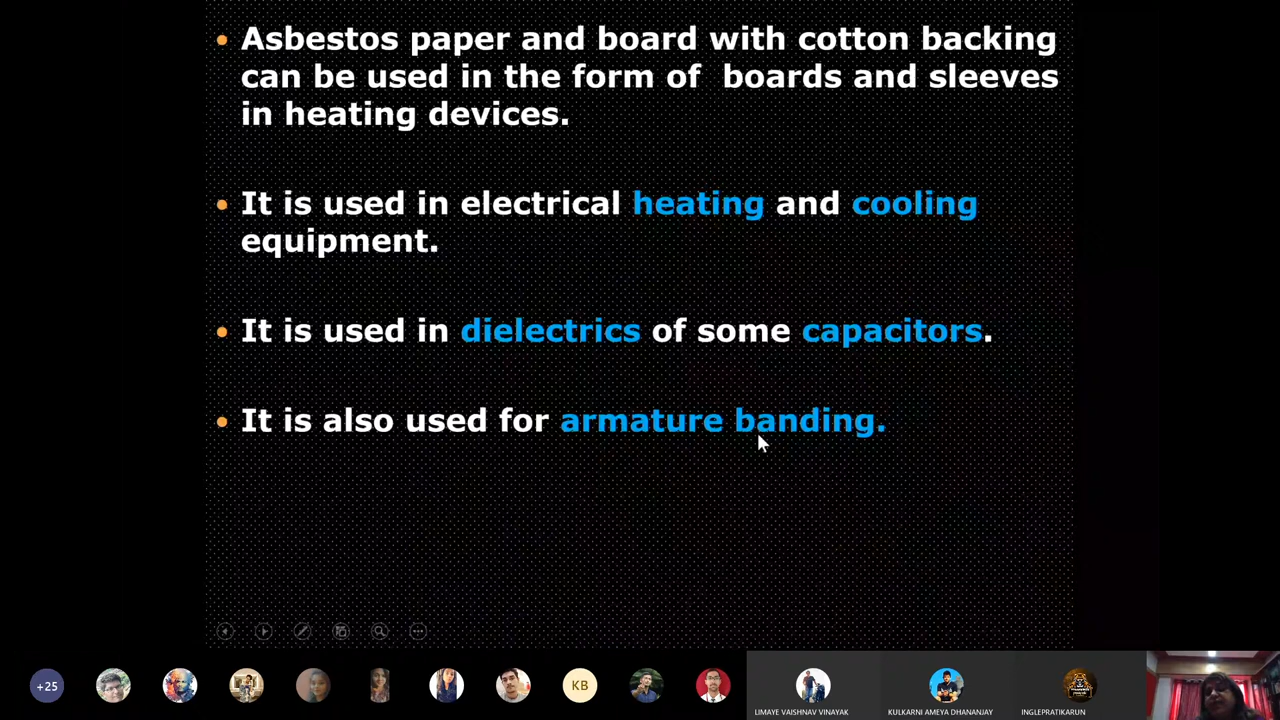 • Asbestos paper and board with cotton backing
can be used in the form of boards and sleeves
in heating devices.
• It is used in electrical heating and cooling
equipment.
• It is used in dielectrics of some capacitors.
• It is also used for armature banding.
+25
KB
LIMAYE VAISHNAV VINAYAK
KULKARNI AMEYA DHANANJAY
INGLEPRATIKARUN